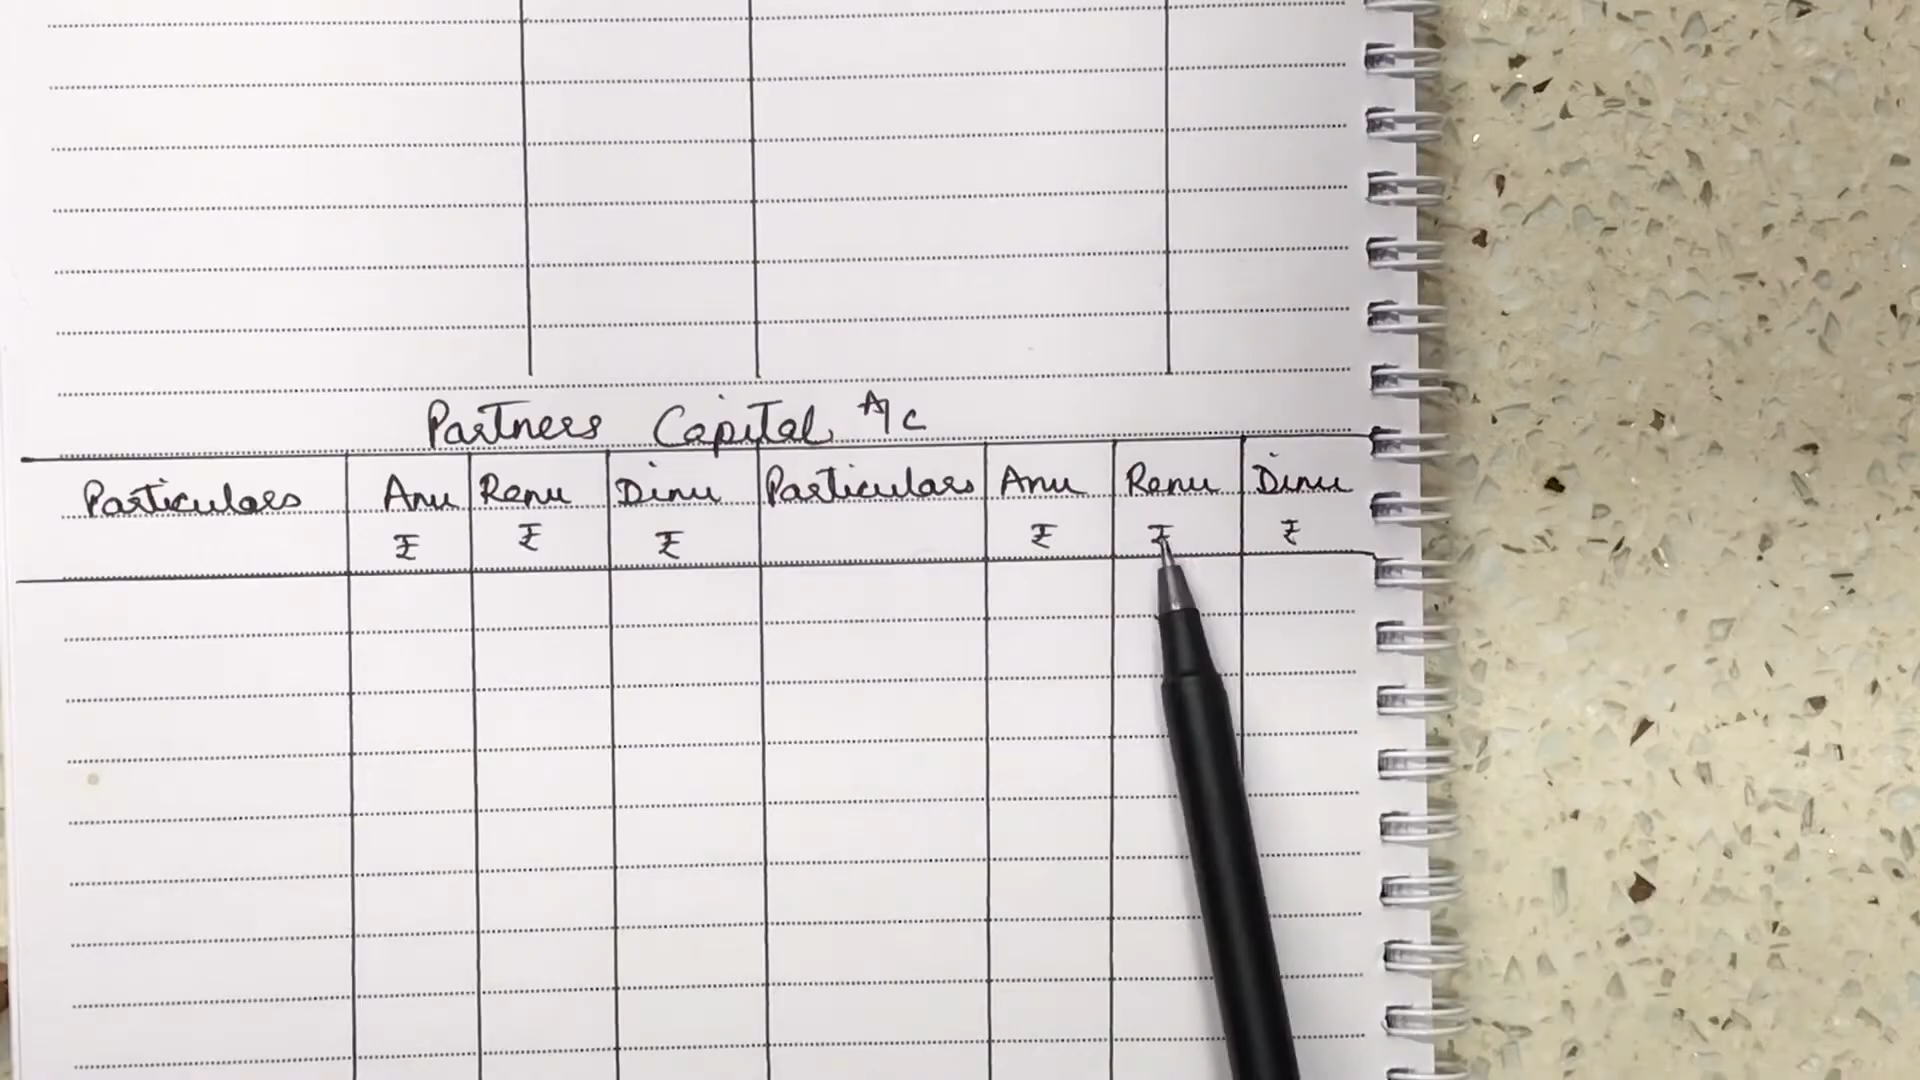 Partners Capital A/c
Particulars Anu Renu Dinu Particulars Anu Renu Dinu
₹ ₹ ₹ ₹ ₹ ₹